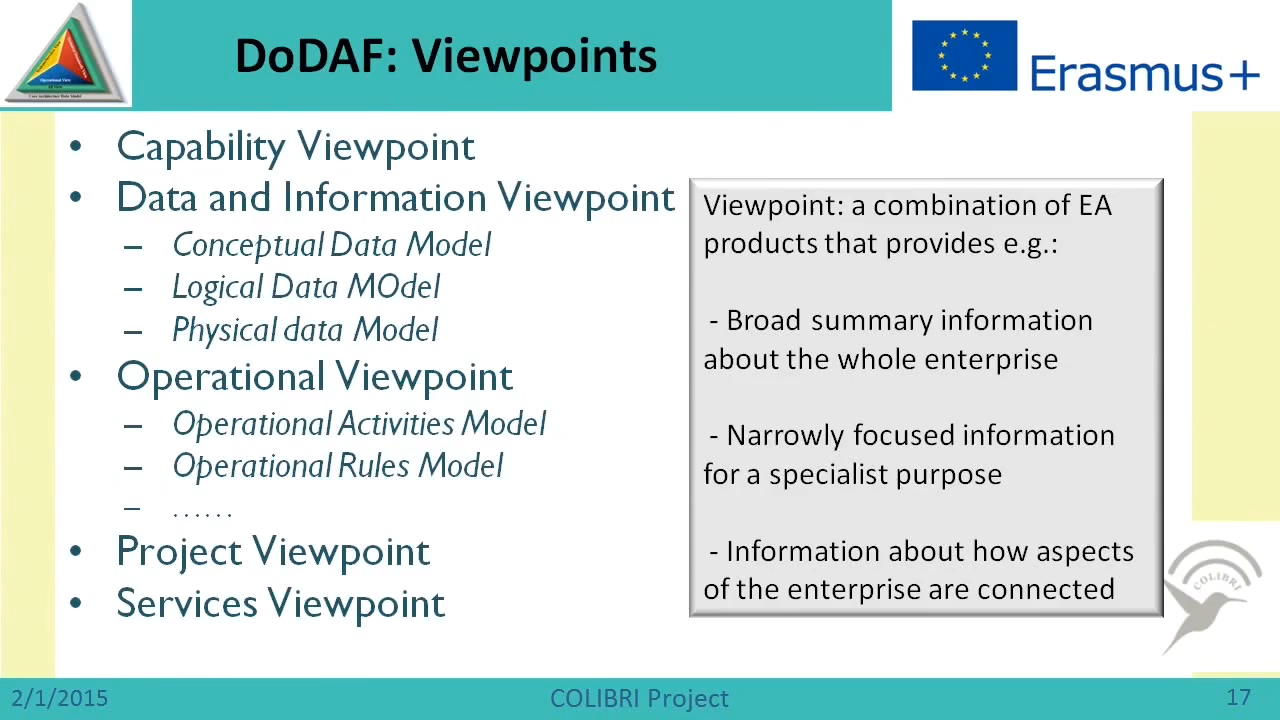 DoDAF: Viewpoints
Erasmus+
• Capability Viewpoint
• Data and Information Viewpoint
– Conceptual Data Model
– Logical Data MOdel
– Physical data Model
• Operational Viewpoint
– Operational Activities Model
– Operational Rules Model
– ......
• Project Viewpoint
• Services Viewpoint
Viewpoint: a combination of EA
products that provides e.g.:
- Broad summary information
about the whole enterprise
- Narrowly focused information
for a specialist purpose
- Information about how aspects
of the enterprise are connected
COLIBRI
2/1/2015
COLIBRI Project
17